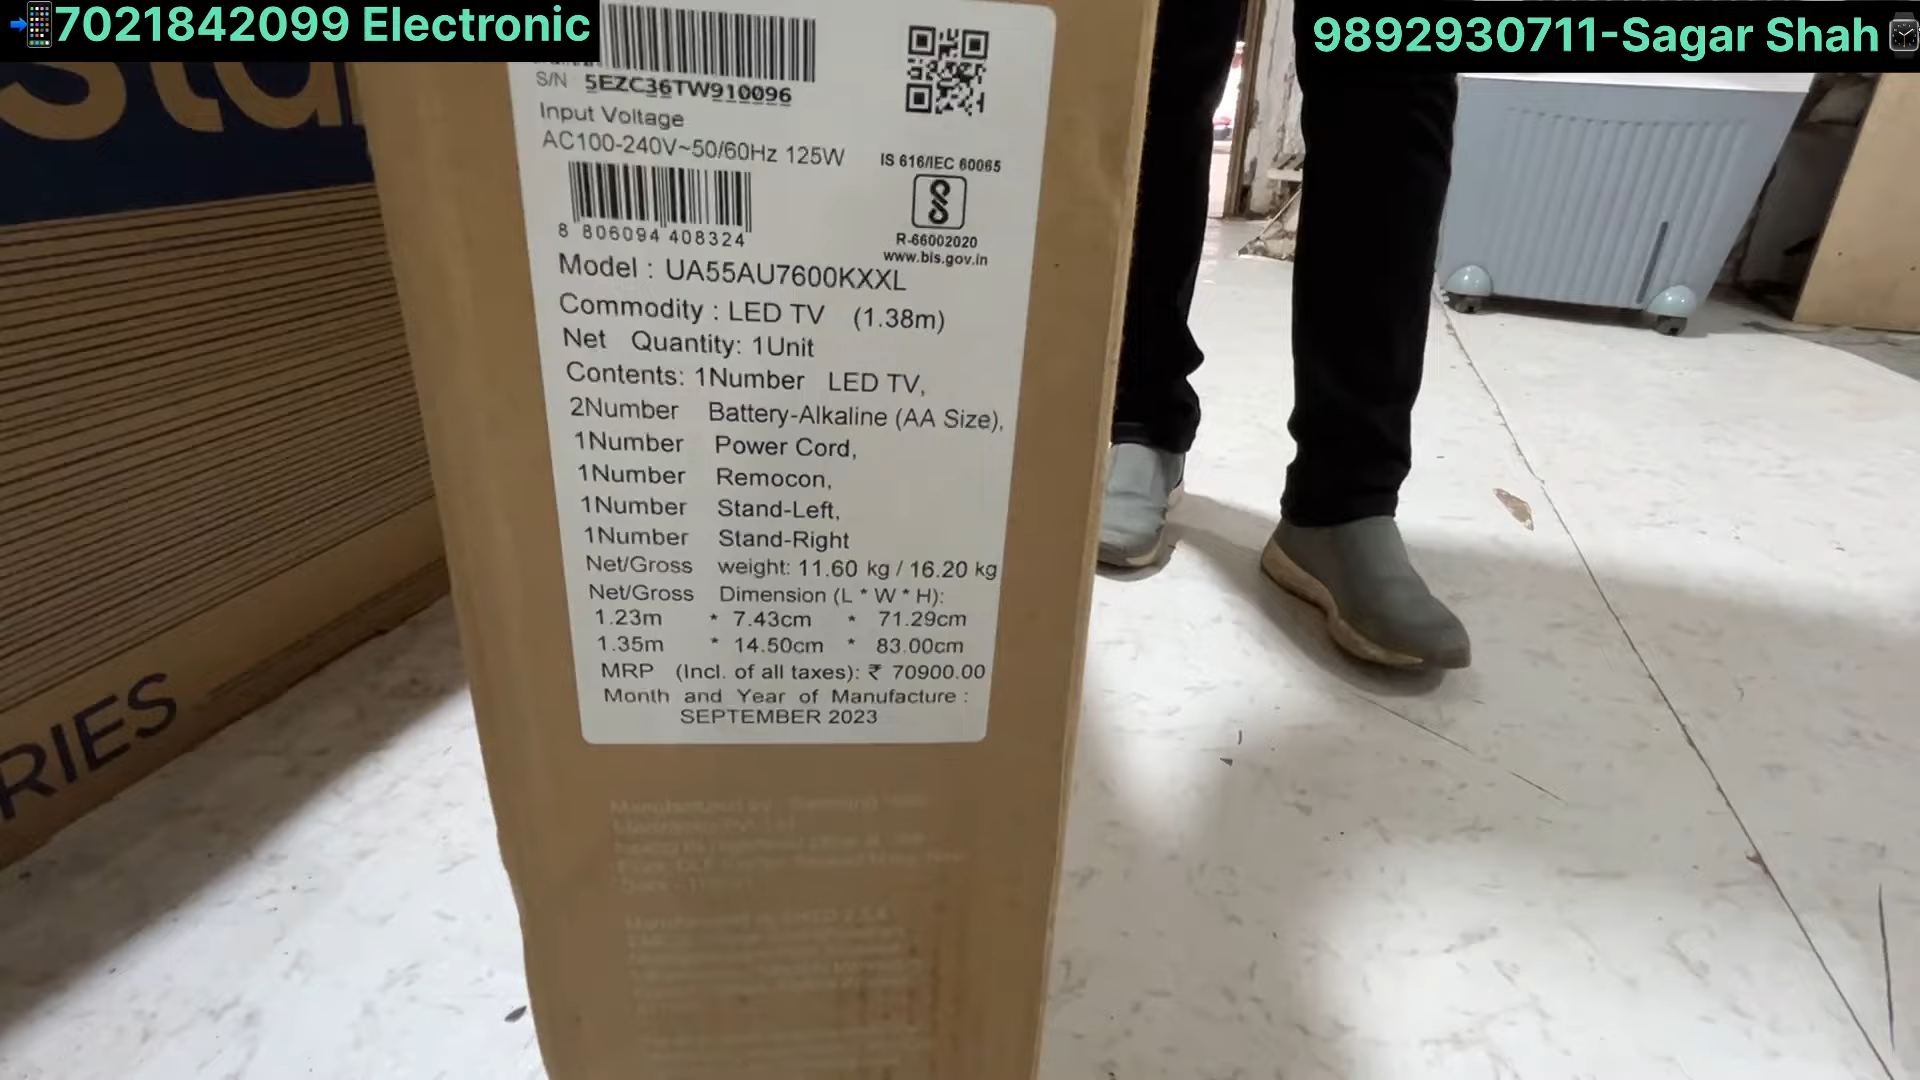 7021842099 Electronic
9892930711-Sagar Shah
S/N 5EZC36TW910096
Input Voltage
AC100-240V~50/60Hz 125W
IS 616/IEC 60065
R-66002020
www.bis.gov.in
8 806094 408324
Model : UA55AU7600KXXL
Commodity : LED TV (1.38m)
Net Quantity: 1Unit
Contents: 1Number LED TV,
2Number Battery-Alkaline (AA Size),
1Number Power Cord,
1Number Remocon,
1Number Stand-Left,
1Number Stand-Right
Net/Gross weight: 11.60 kg / 16.20 kg
Net/Gross Dimension (L * W * H):
1.23m * 7.43cm * 71.29cm
1.35m * 14.50cm * 83.00cm
MRP (Incl. of all taxes): ₹ 70900.00
Month and Year of Manufacture :
SEPTEMBER 2023
RIES